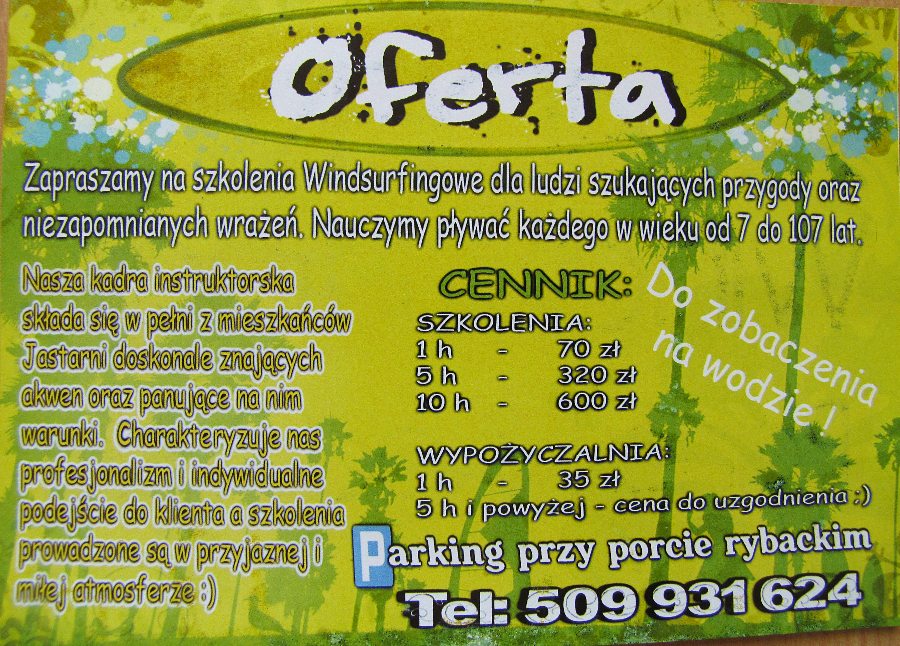 Oferta
Zapraszamy na szkolenia Windsurfingowe dla ludzi szukających przygody oraz
niezapomnianych wrażeń. Nauczymy pływać każdego w wieku od 7 do 107 lat.
Nasza kadra instruktorska
składa się w pełni z mieszkańców
Jastarni doskonale znających
akwen oraz panujące na nim
warunki. Charakteryzuje nas
profesjonalizm i indywidualne
podejście do klienta a szkolenia
prowadzone są w przyjaznej i
miłej atmosferze :)
CENNIK:
SZKOLENIA:
1 h - 70 zł
5 h - 320 zł
10 h - 600 zł
WYPOŻYCZALNIA:
1 h - 35 zł
5 h i powyżej - cena do uzgodnienia ;)
Do zobaczenia
na wodzie !
Parking przy porcie rybackim
Tel: 509 931 624